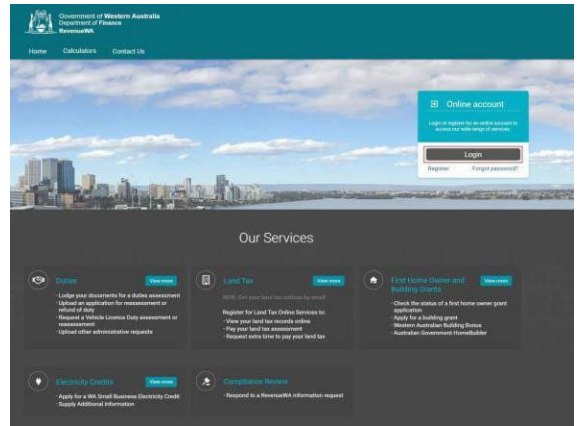 Government of Western Australia
Department of Finance
RevenueWA
Home
Calculators
Contact Us
Online account
Login or register for an online account to
access our wide range of services.
Login
Register
Forgot password?
Our Services
Duties
View more
· Lodge your documents for a duties assessment
· Upload an application for reassessment or
refund of duty
· Request a Vehicle Licence Duty assessment or
reassessment
· Upload other administrative requests
Land Tax
View more
NEW: Get your land tax notices by email
Register for Land Tax Online Services to:
· View your land tax records online
· Pay your land tax assessment
· Request extra time to pay your land tax
First Home Owner and
Building Grants
View more
· Check the status of a first home owner grant
application
· Apply for a building grant
· Western Australian Building Bonus
· Australian Government HomeBuilder
Electricity Credits
View more
· Apply for a WA Small Business Electricity Credit
· Supply Additional Information
Compliance Review
· Respond to a RevenueWA information request